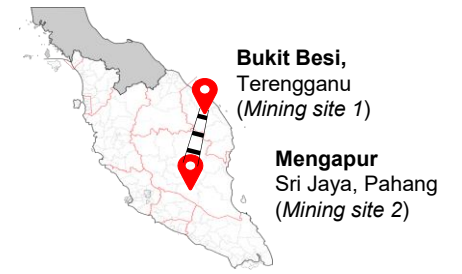 Bukit Besi,
Terengganu
(Mining site 1)
Mengapur
Sri Jaya, Pahang
(Mining site 2)